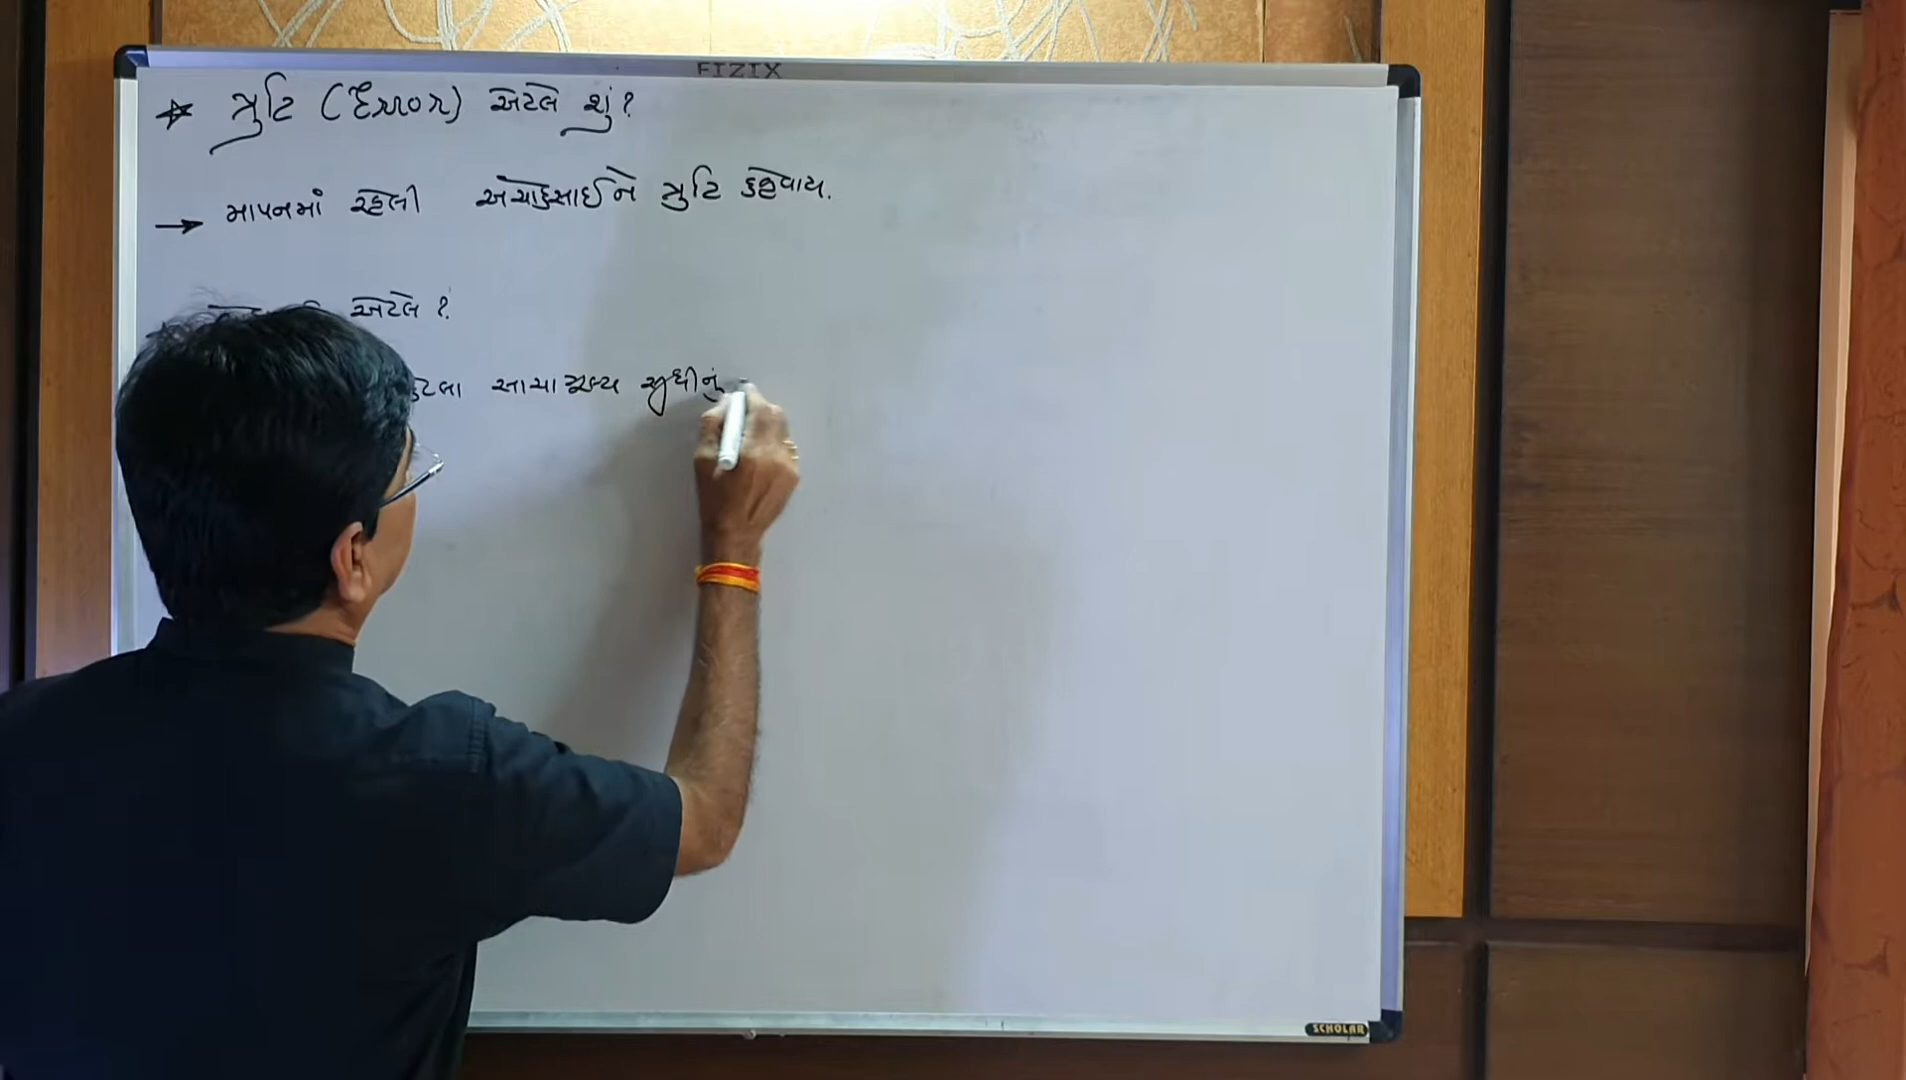 FIZIX
★ ત્રુટિ (Error) એટલે શું?
→ માપનમાં રહેલી અચોકસાઈને ત્રુટિ કહેવાય.
એટલે ?
કેટલા સાચા મૂલ્ય સુધીનું
SCHOLAR